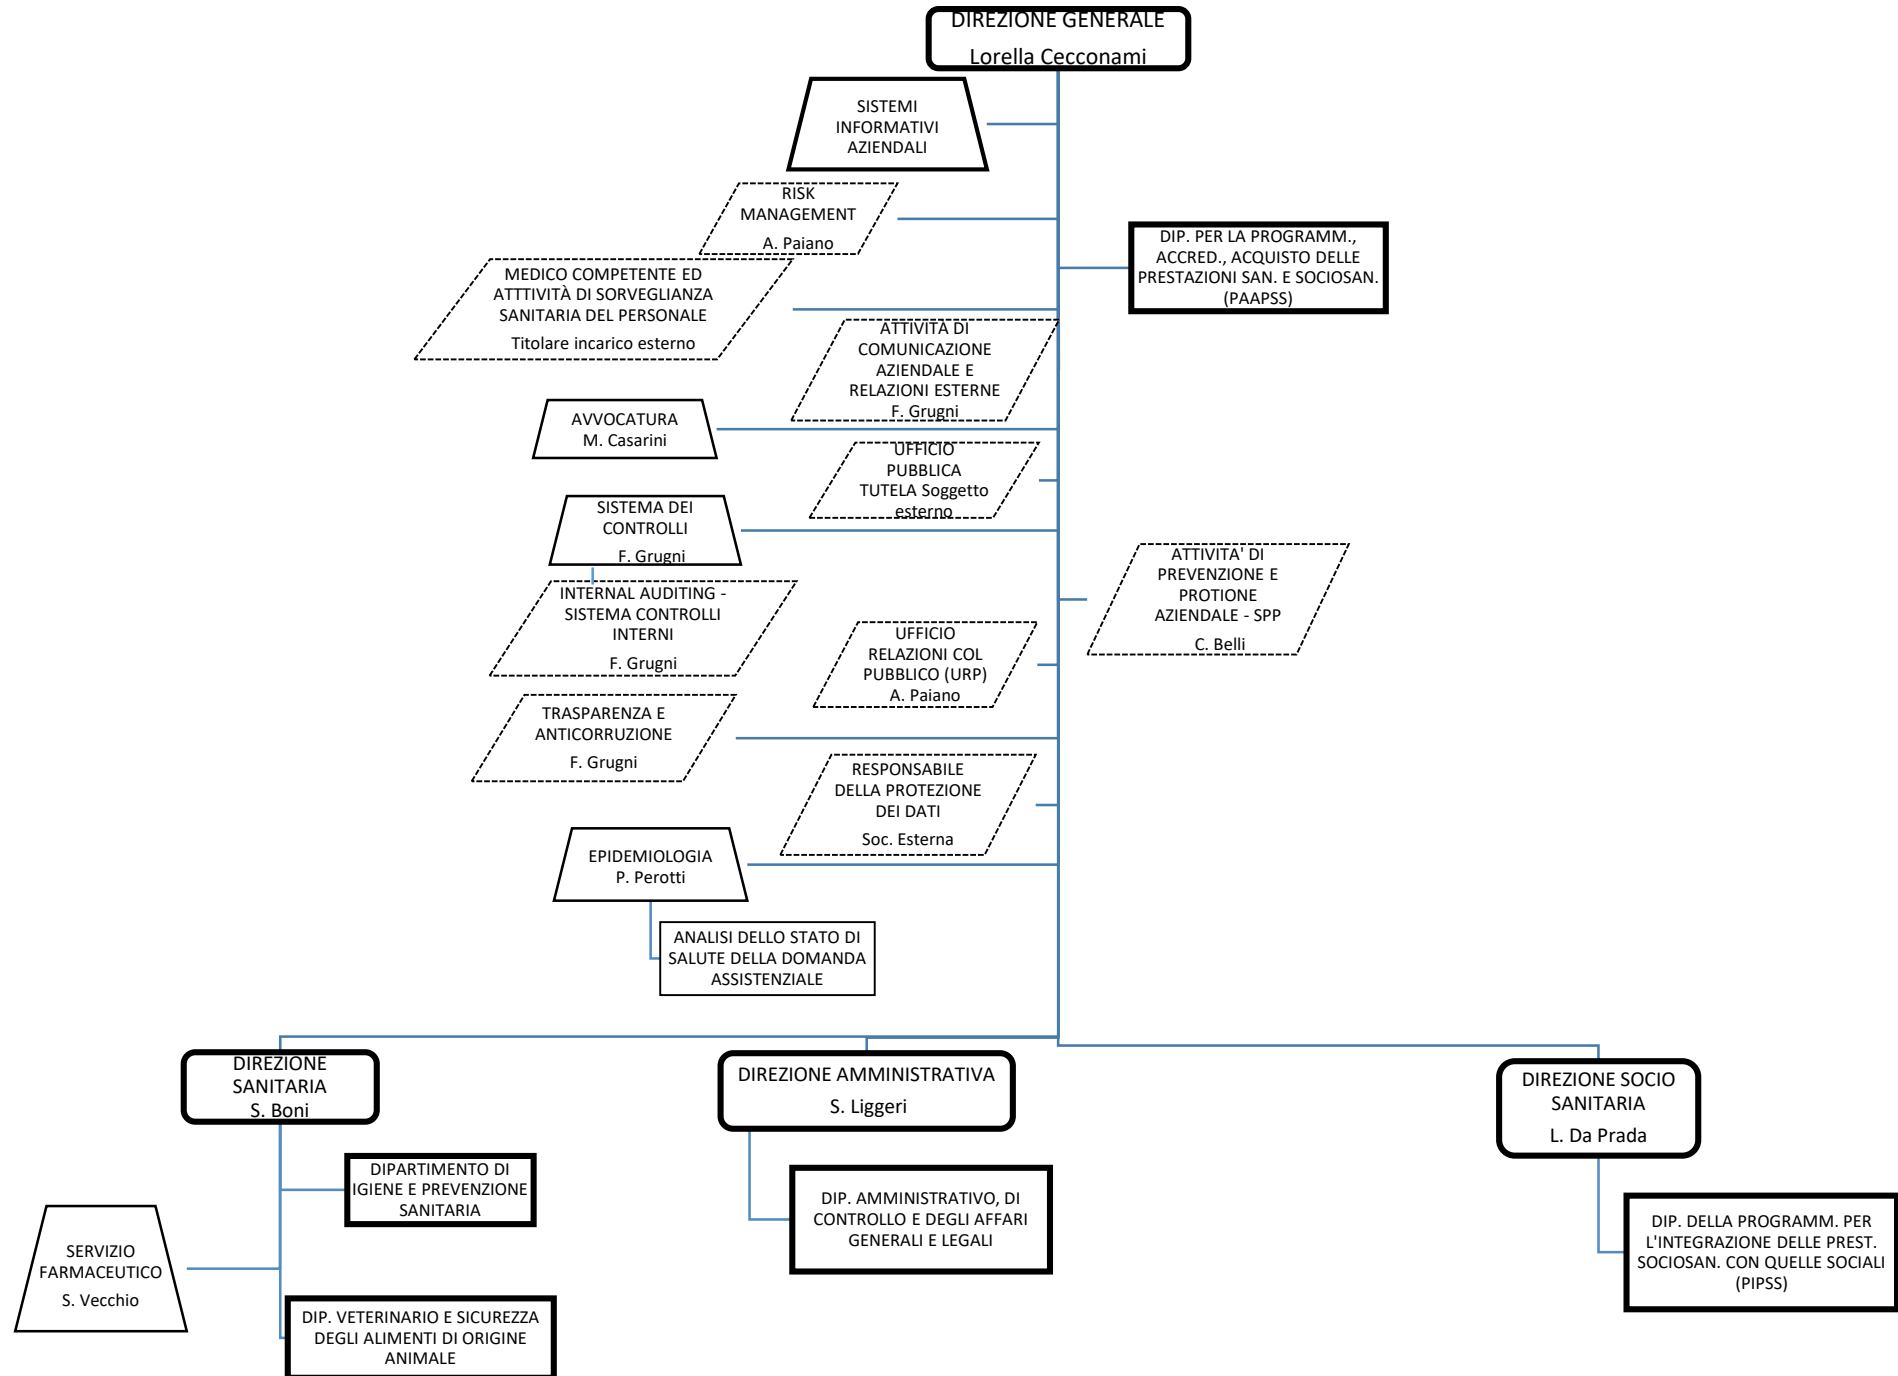 DIREZIONE GENERALE
Lorella Cecconami
SISTEMI
INFORMATIVI
AZIENDALI
RISK
MANAGEMENT
A. Paiano
DIP. PER LA PROGRAMM.,
ACCRED., ACQUISTO DELLE
PRESTAZIONI SAN. E SOCIOSAN.
(PAAPSS)
MEDICO COMPETENTE ED
ATTTIVITÀ DI SORVEGLIANZA
SANITARIA DEL PERSONALE
Titolare incarico esterno
ATTIVITÀ DI
COMUNICAZIONE
AZIENDALE E
RELAZIONI ESTERNE
F. Grugni
AVVOCATURA
M. Casarini
UFFICIO
PUBBLICA
TUTELA Soggetto
esterno
SISTEMA DEI
CONTROLLI
F. Grugni
ATTIVITA' DI
PREVENZIONE E
PROTIONE
AZIENDALE - SPP
C. Belli
INTERNAL AUDITING -
SISTEMA CONTROLLI
INTERNI
F. Grugni
UFFICIO
RELAZIONI COL
PUBBLICO (URP)
A. Paiano
TRASPARENZA E
ANTICORRUZIONE
F. Grugni
RESPONSABILE
DELLA PROTEZIONE
DEI DATI
Soc. Esterna
EPIDEMIOLOGIA
P. Perotti
ANALISI DELLO STATO DI
SALUTE DELLA DOMANDA
ASSISTENZIALE
DIREZIONE
SANITARIA
S. Boni
DIREZIONE AMMINISTRATIVA
S. Liggeri
DIREZIONE SOCIO
SANITARIA
L. Da Prada
DIPARTIMENTO DI
IGIENE E PREVENZIONE
SANITARIA
DIP. AMMINISTRATIVO, DI
CONTROLLO E DEGLI AFFARI
GENERALI E LEGALI
DIP. DELLA PROGRAMM. PER
L'INTEGRAZIONE DELLE PREST.
SOCIOSAN. CON QUELLE SOCIALI
(PIPSS)
SERVIZIO
FARMACEUTICO
S. Vecchio
DIP. VETERINARIO E SICUREZZA
DEGLI ALIMENTI DI ORIGINE
ANIMALE